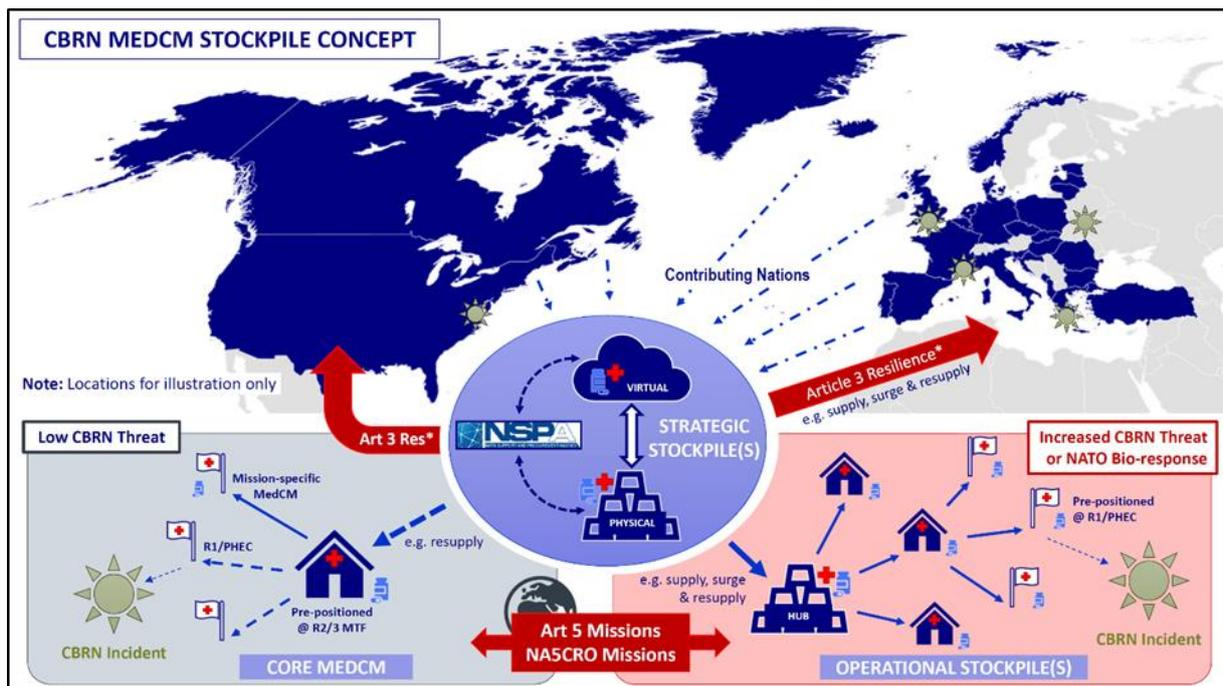 CBRN MEDCM STOCKPILE CONCEPT
Contributing Nations
Note: Locations for illustration only
Article 3 Resilience*
e.g. supply, surge & resupply
Art 3 Res*
VIRTUAL
NSPA
STRATEGIC
STOCKPILE(S)
PHYSICAL
Low CBRN Threat
Mission-specific
MedCM
R1/PHEC
e.g. resupply
Pre-positioned
@ R2/3 MTF
CBRN Incident
CORE MEDCM
Art 5 Missions
NA5CRO Missions
Increased CBRN Threat
or NATO Bio-response
Pre-positioned
@ R1/PHEC
e.g. supply, surge
& resupply
HUB
CBRN Incident
OPERATIONAL STOCKPILE(S)